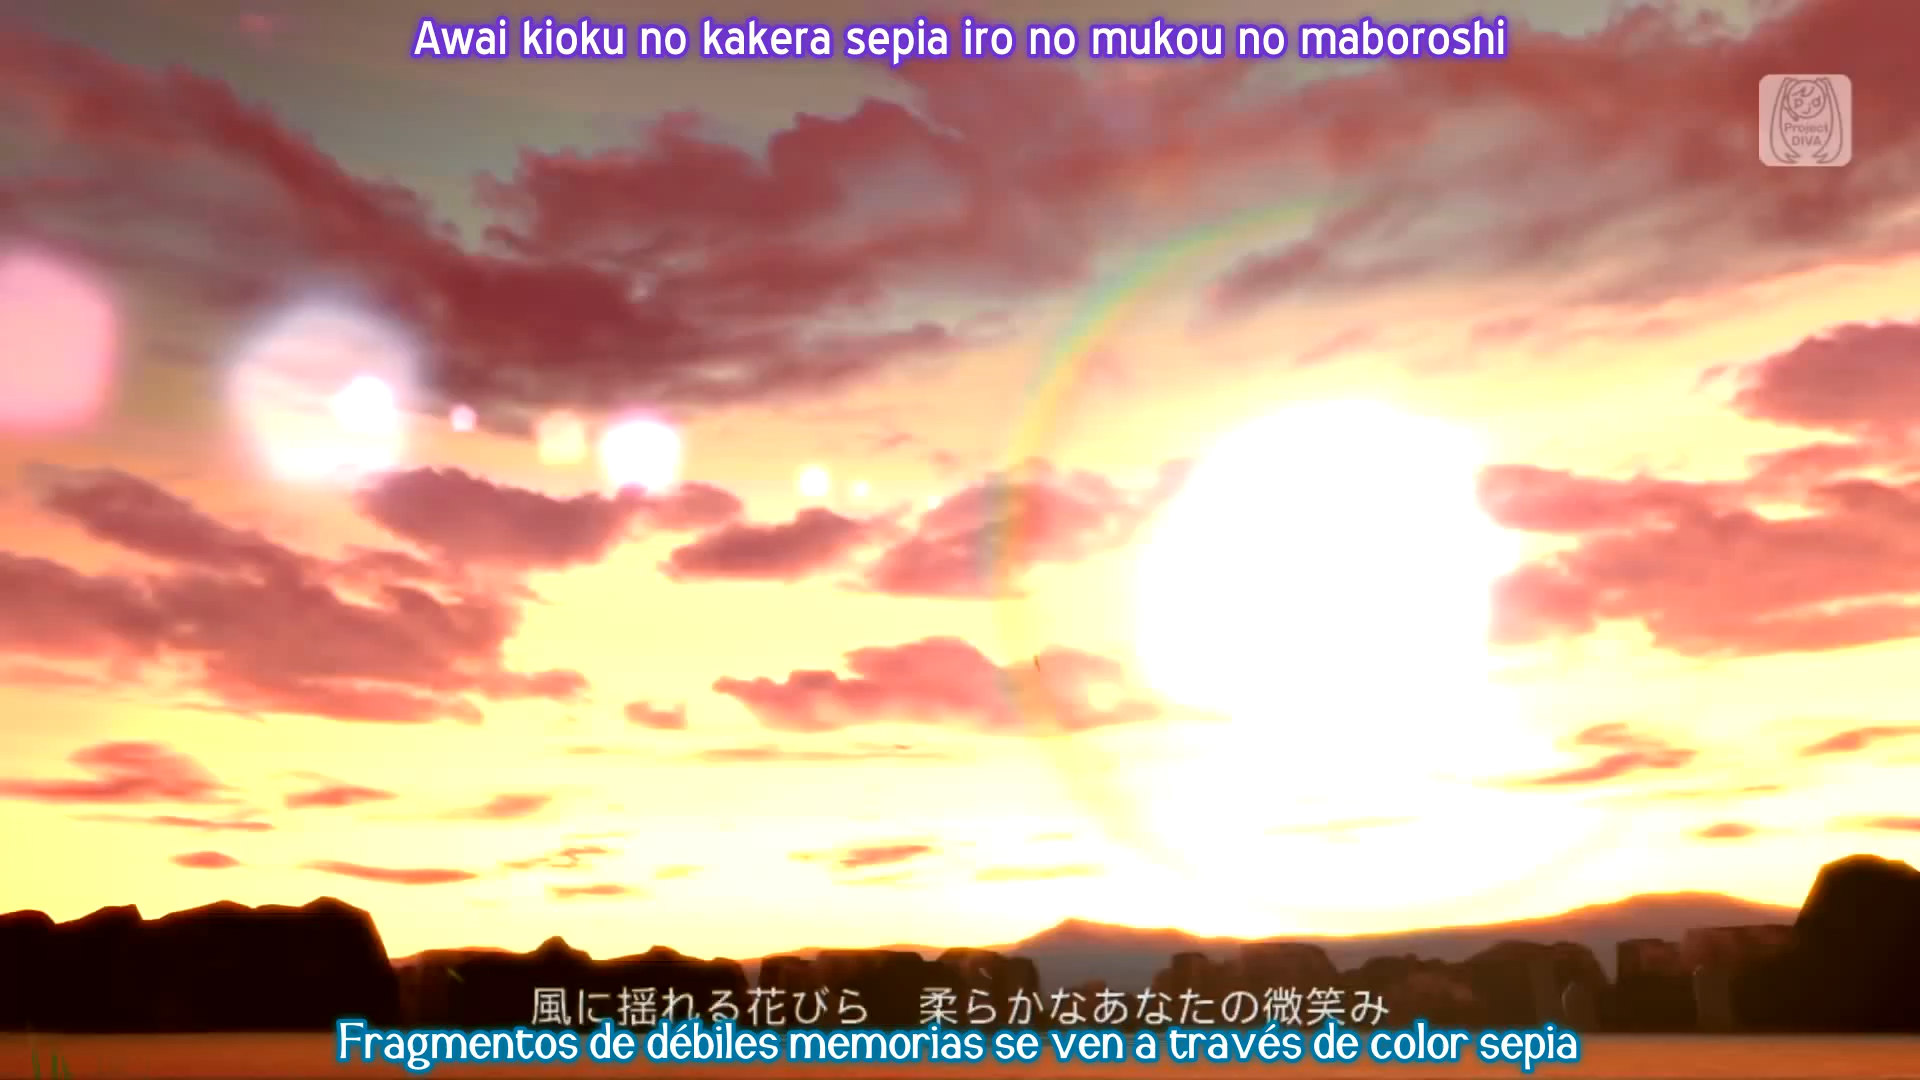 Awai kioku no kakera sepia iro no mukou no maboroshi
Project
DIVA
風に揺れる花びら　柔らかなあなたの微笑み
Fragmentos de débiles memorias se ven a través de color sepia